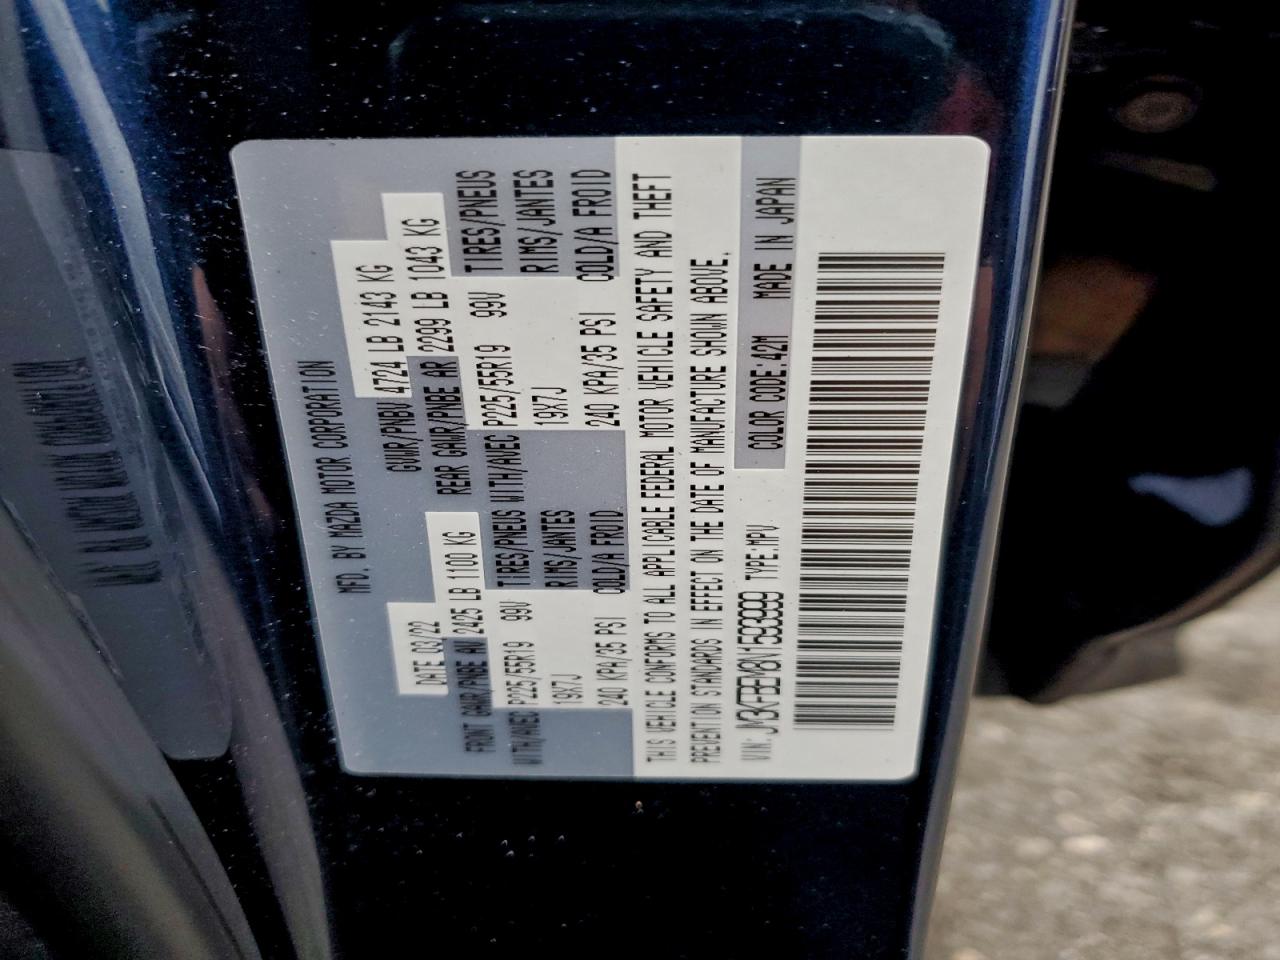 MFD. BY MAZDA MOTOR CORPORATION
DATE 03/22
GVWR/PNBV 4724 LB 2143 KG
FRONT GAWR/PNBE AV 2425 LB 1100 KG
REAR GAWR/PNBE AR 2299 LB 1043 KG
WITH/AVEC P225/55R19 99V TIRES/PNEUS WITH/AVEC P225/55R19 99V TIRES/PNEUS
19X7J RIMS/JANTES 19X7J RIMS/JANTES
240 KPA/35 PSI COLD/A FROID 240 KPA/35 PSI COLD/A FROID
THIS VEHICLE CONFORMS TO ALL APPLICABLE FEDERAL MOTOR VEHICLE SAFETY AND THEFT
PREVENTION STANDARDS IN EFFECT ON THE DATE OF MANUFACTURE SHOWN ABOVE.
VIN: JM3KFBEM8N1593999 TYPE:MPV
COLOR CODE:42M MADE IN JAPAN